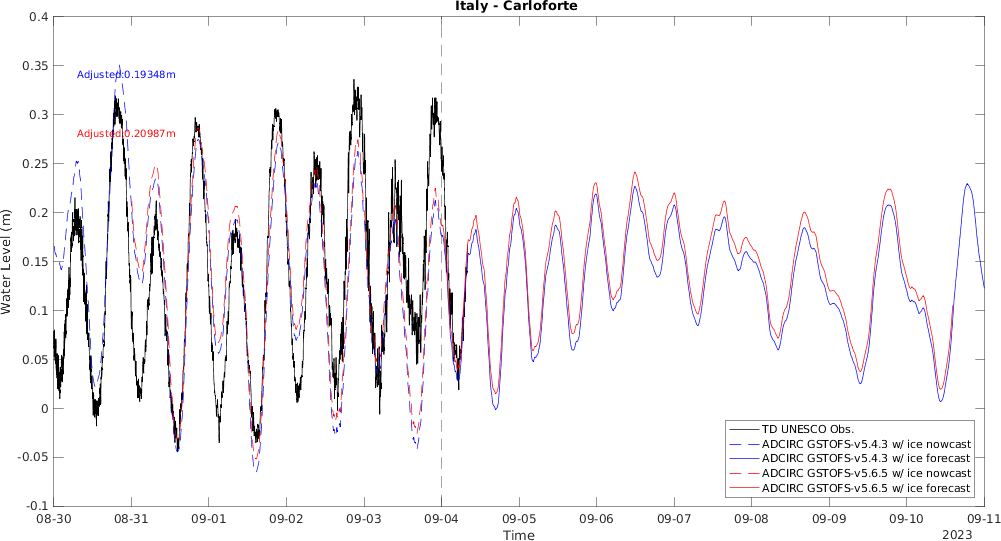 Italy - Carloforte
0.4
0.35
0.3
0.25
0.2
0.15
0.1
0.05
0
-0.05
-0.1
Water Level (m)
Adjusted:0.19348m
Adjusted:0.20987m
TD UNESCO Obs.
ADCIRC GSTOFS-v5.4.3 w/ ice nowcast
ADCIRC GSTOFS-v5.4.3 w/ ice forecast
ADCIRC GSTOFS-v5.6.5 w/ ice nowcast
ADCIRC GSTOFS-v5.6.5 w/ ice forecast
08-30 08-31 09-01 09-02 09-03 09-04 09-05 09-06 09-07 09-08 09-09 09-10 09-11
Time
2023